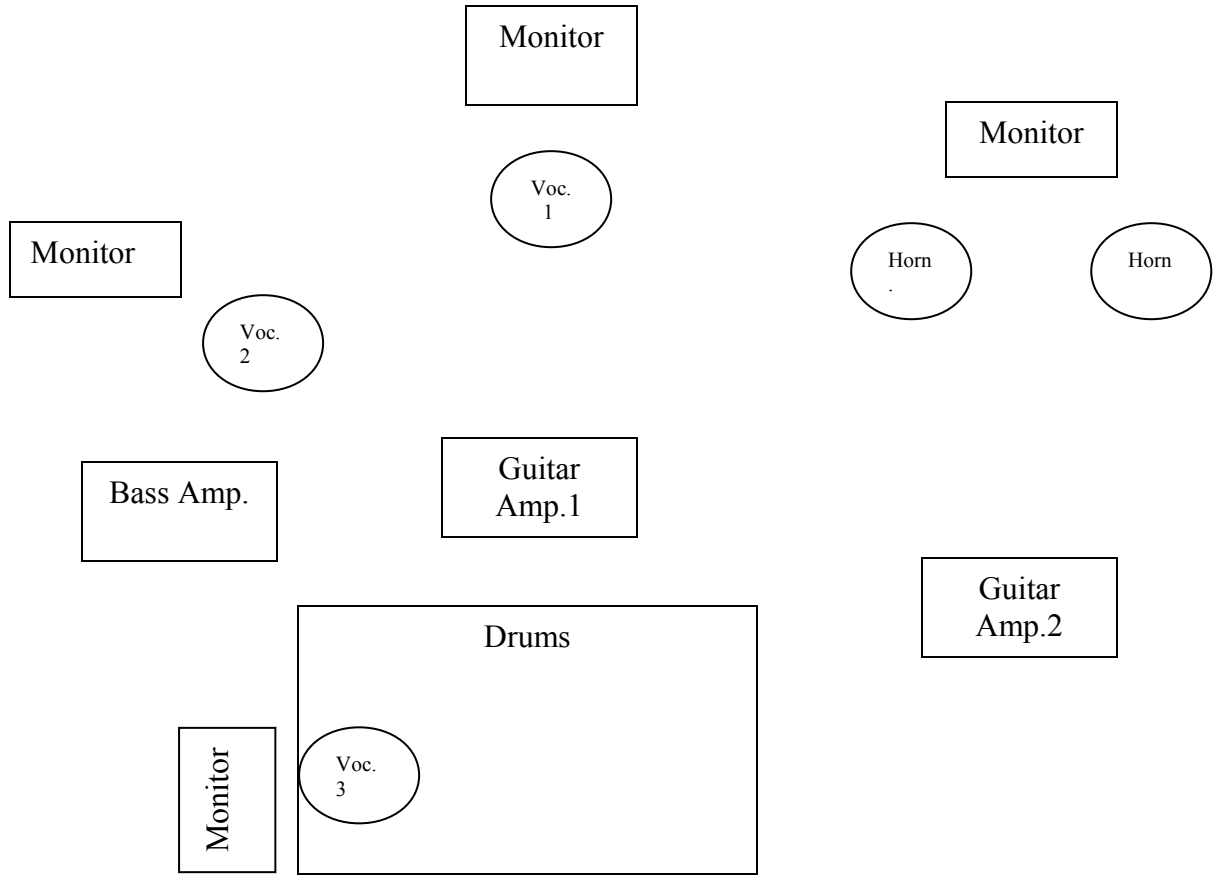 Monitor
Monitor
Voc.
1
Monitor
Horn
.
Horn
Voc.
2
Bass Amp.
Guitar
Amp.1
Guitar
Amp.2
Drums
Monitor
Voc.
3